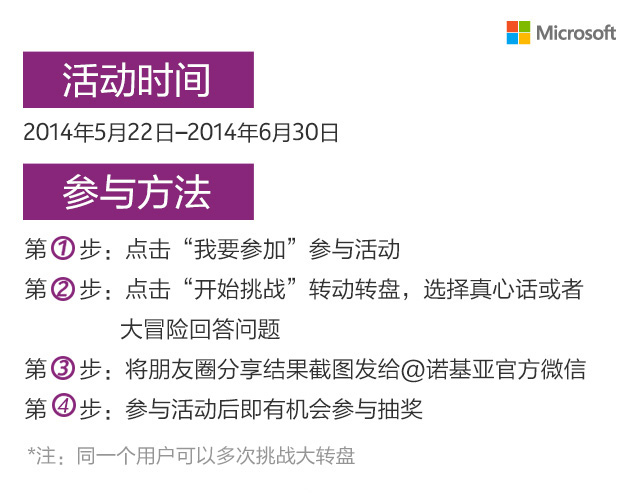 Microsoft
活动时间
2014年5月22日–2014年6月30日
参与方法
第①步：点击“我要参加”参与活动
第②步：点击“开始挑战”转动转盘，选择真心话或者
大冒险回答问题
第③步：将朋友圈分享结果截图发给@诺基亚官方微信
第④步：参与活动后即有机会参与抽奖
*注：同一个用户可以多次挑战大转盘